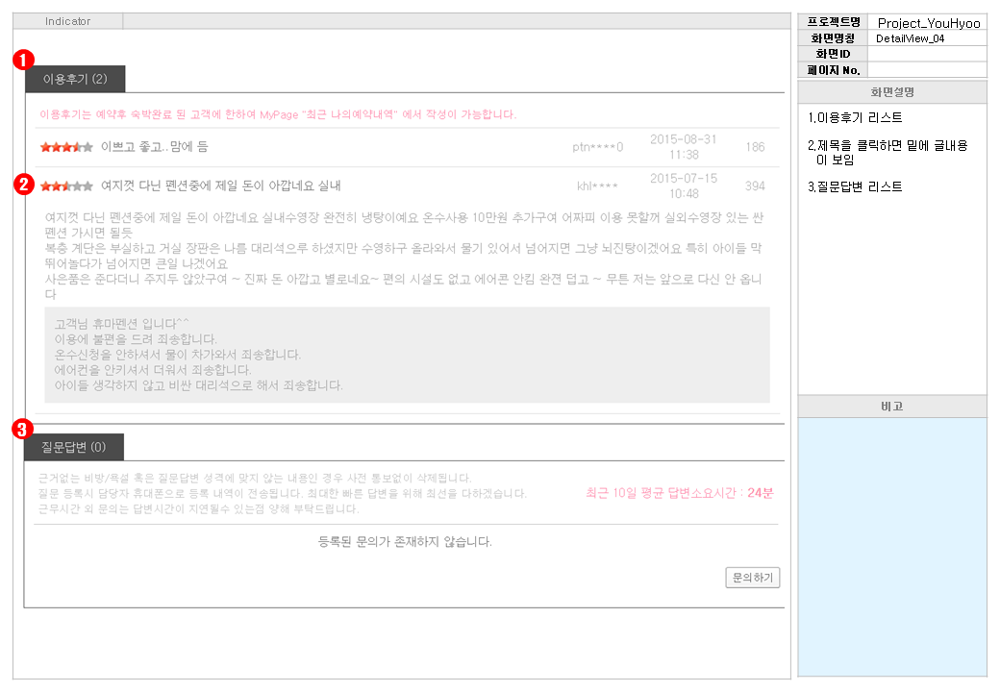 Indicator
1
이용후기 (2)
이용후기는 예약후 숙박완료 된 고객에 한하여 MyPage "최근 나의예약내역" 에서 작성이 가능합니다.
이쁘고 좋고..맘에 듬 ptn****0 2015-08-31 11:38 186
2
여지껏 다닌 펜션중에 제일 돈이 아깝네요 실내 khl**** 2015-07-15 10:48 394
여지껏 다닌 펜션중에 제일 돈이 아깝네요 실내수영장 완전히 냉탕이예요 온수사용 10만원 추가구여 어짜피 이용 못할꺼 실외수영장 있는 싼
펜션 가시면 될듯
복층 계단은 부실하고 거실 장판은 나름 대리석으루 하셨지만 수영하구 올라와서 물기 있어서 넘어지면 그냥 뇌진탕이겠어요 특히 아이들 막
뛰어놀다가 넘어지면 큰일 나겠어요
사은품은 준다더니 주지두 않았구여 ~ 진짜 돈 아깝고 별로네요~ 편의 시설도 없고 에어콘 안킴 완젼 덥고 ~ 무튼 저는 앞으로 다신 안 옵니
다
고객님 휴마펜션 입니다^^
이용에 불편을 드려 죄송합니다.
온수신청을 안하셔서 물이 차가와서 죄송합니다.
에어컨을 안키셔서 더워서 죄송합니다.
아이들 생각하지 않고 비싼 대리석으로 해서 죄송합니다.
3
질문답변 (0)
근거없는 비방/욕설 혹은 질문답변 성격에 맞지 않는 내용인 경우 사전 통보없이 삭제됩니다.
질문 등록시 담당자 휴대폰으로 등록 내역이 전송됩니다. 최대한 빠른 답변을 위해 최선을 다하겠습니다.
근무시간 외 문의는 답변시간이 지연될수 있는점 양해 부탁드립니다.
최근 10일 평균 답변소요시간 : 24분
등록된 문의가 존재하지 않습니다.
문의하기
프로젝트명 Project_YouHyoo
화면명칭 DetailView_04
화면ID
페이지 No.
화면설명
1.이용후기 리스트
2.제목을 클릭하면 밑에 글내용
이 보임
3.질문답변 리스트
비고